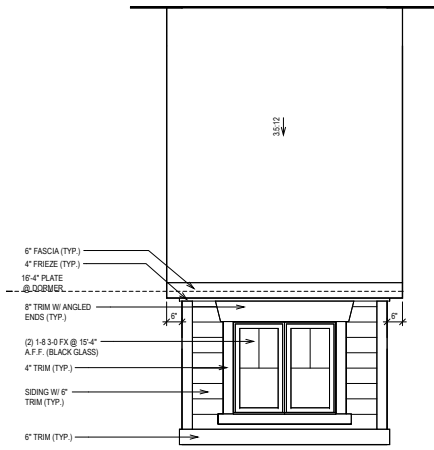 3.5:12
6" FASCIA (TYP.)
4" FRIEZE (TYP.)
16'-4" PLATE
@ DORMER
8" TRIM W/ ANGLED
ENDS (TYP.)
6"
6"
(2) 1-8 3-0 FX @ 15'-4"
A.F.F. (BLACK GLASS)
4" TRIM (TYP.)
SIDING W/ 6"
TRIM (TYP.)
6" TRIM (TYP.)